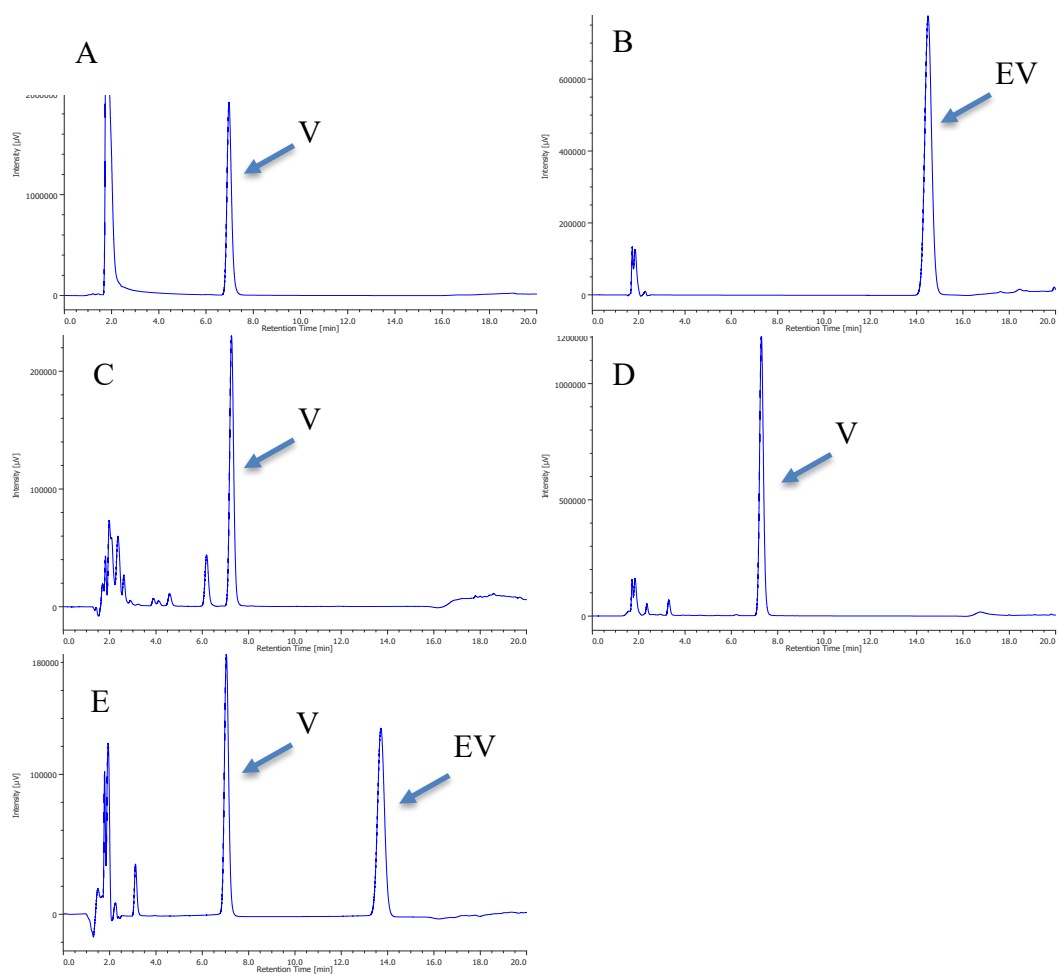 A
V
Intensity [µV]
2000000
1000000
0
0.0 2.0 4.0 6.0 8.0 10.0 12.0 14.0 16.0 18.0 20.0
Retention Time [min]
B
EV
Intensity [µV]
600000
400000
200000
0
0.0 2.0 4.0 6.0 8.0 10.0 12.0 14.0 16.0 18.0 20.0
Retention Time [min]
C
V
Intensity [µV]
200000
100000
0
0.0 2.0 4.0 6.0 8.0 10.0 12.0 14.0 16.0 18.0 20.0
Retention Time [min]
D
V
Intensity [µV]
1200000
1000000
500000
0
0.0 2.0 4.0 6.0 8.0 10.0 12.0 14.0 16.0 18.0 20.0
Retention Time [min]
E
V
EV
Intensity [µV]
180000
100000
0
0.0 2.0 4.0 6.0 8.0 10.0 12.0 14.0 16.0 18.0 20.0
Retention Time [min]